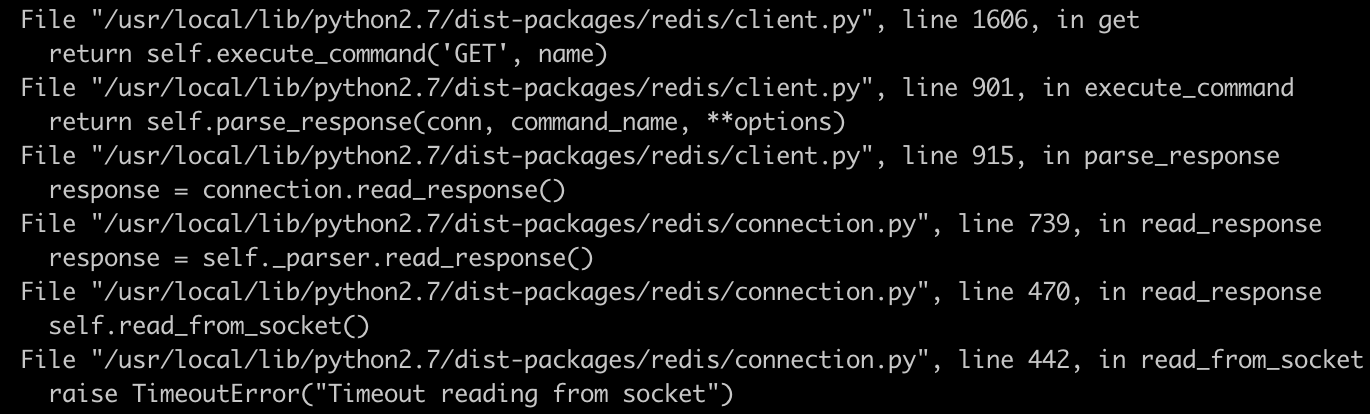 File "/usr/local/lib/python2.7/dist-packages/redis/client.py", line 1606, in get
return self.execute_command('GET', name)
File "/usr/local/lib/python2.7/dist-packages/redis/client.py", line 901, in execute_command
return self.parse_response(conn, command_name, **options)
File "/usr/local/lib/python2.7/dist-packages/redis/client.py", line 915, in parse_response
response = connection.read_response()
File "/usr/local/lib/python2.7/dist-packages/redis/connection.py", line 739, in read_response
response = self._parser.read_response()
File "/usr/local/lib/python2.7/dist-packages/redis/connection.py", line 470, in read_response
self.read_from_socket()
File "/usr/local/lib/python2.7/dist-packages/redis/connection.py", line 442, in read_from_socket
raise TimeoutError("Timeout reading from socket")